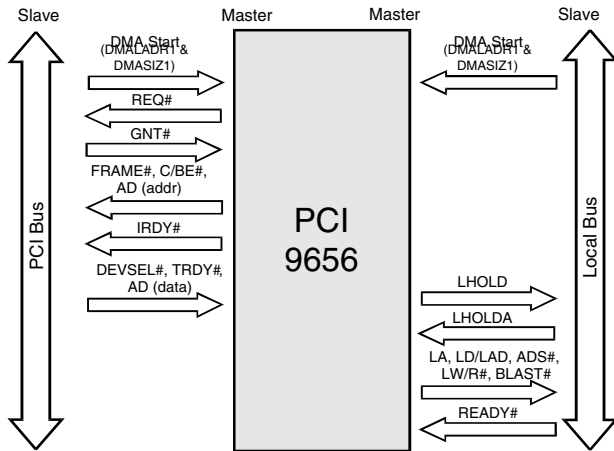 Slave
Master
Master
Slave
DMA Start
(DMALADR1 &
DMASIZ1)
DMA Start
(DMALADR1 &
DMASIZ1)
REQ#
GNT#
FRAME#, C/BE#,
AD (addr)
IRDY#
DEVSEL#, TRDY#,
AD (data)
PCI Bus
PCI
9656
LHOLD
LHOLDA
LA, LD/LAD, ADS#,
LW/R#, BLAST#
READY#
Local Bus